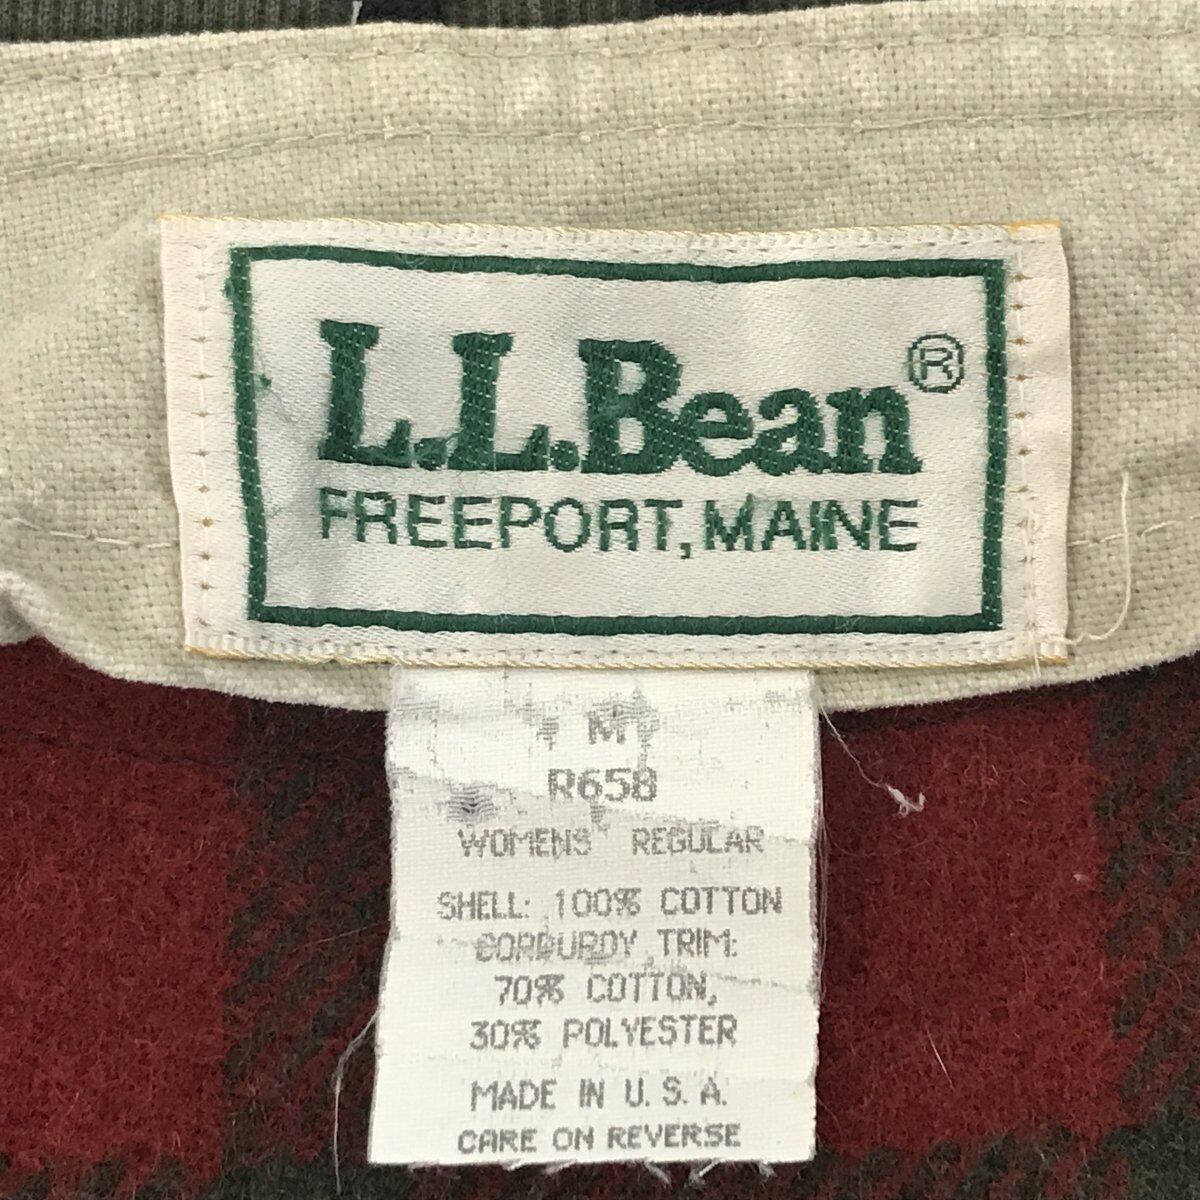 L.L.Bean®
FREEPORT, MAINE
M
R658
WOMENS REGULAR
SHELL: 100% COTTON
CORDUROY TRIM:
70% COTTON,
30% POLYESTER
MADE IN U.S.A.
CARE ON REVERSE